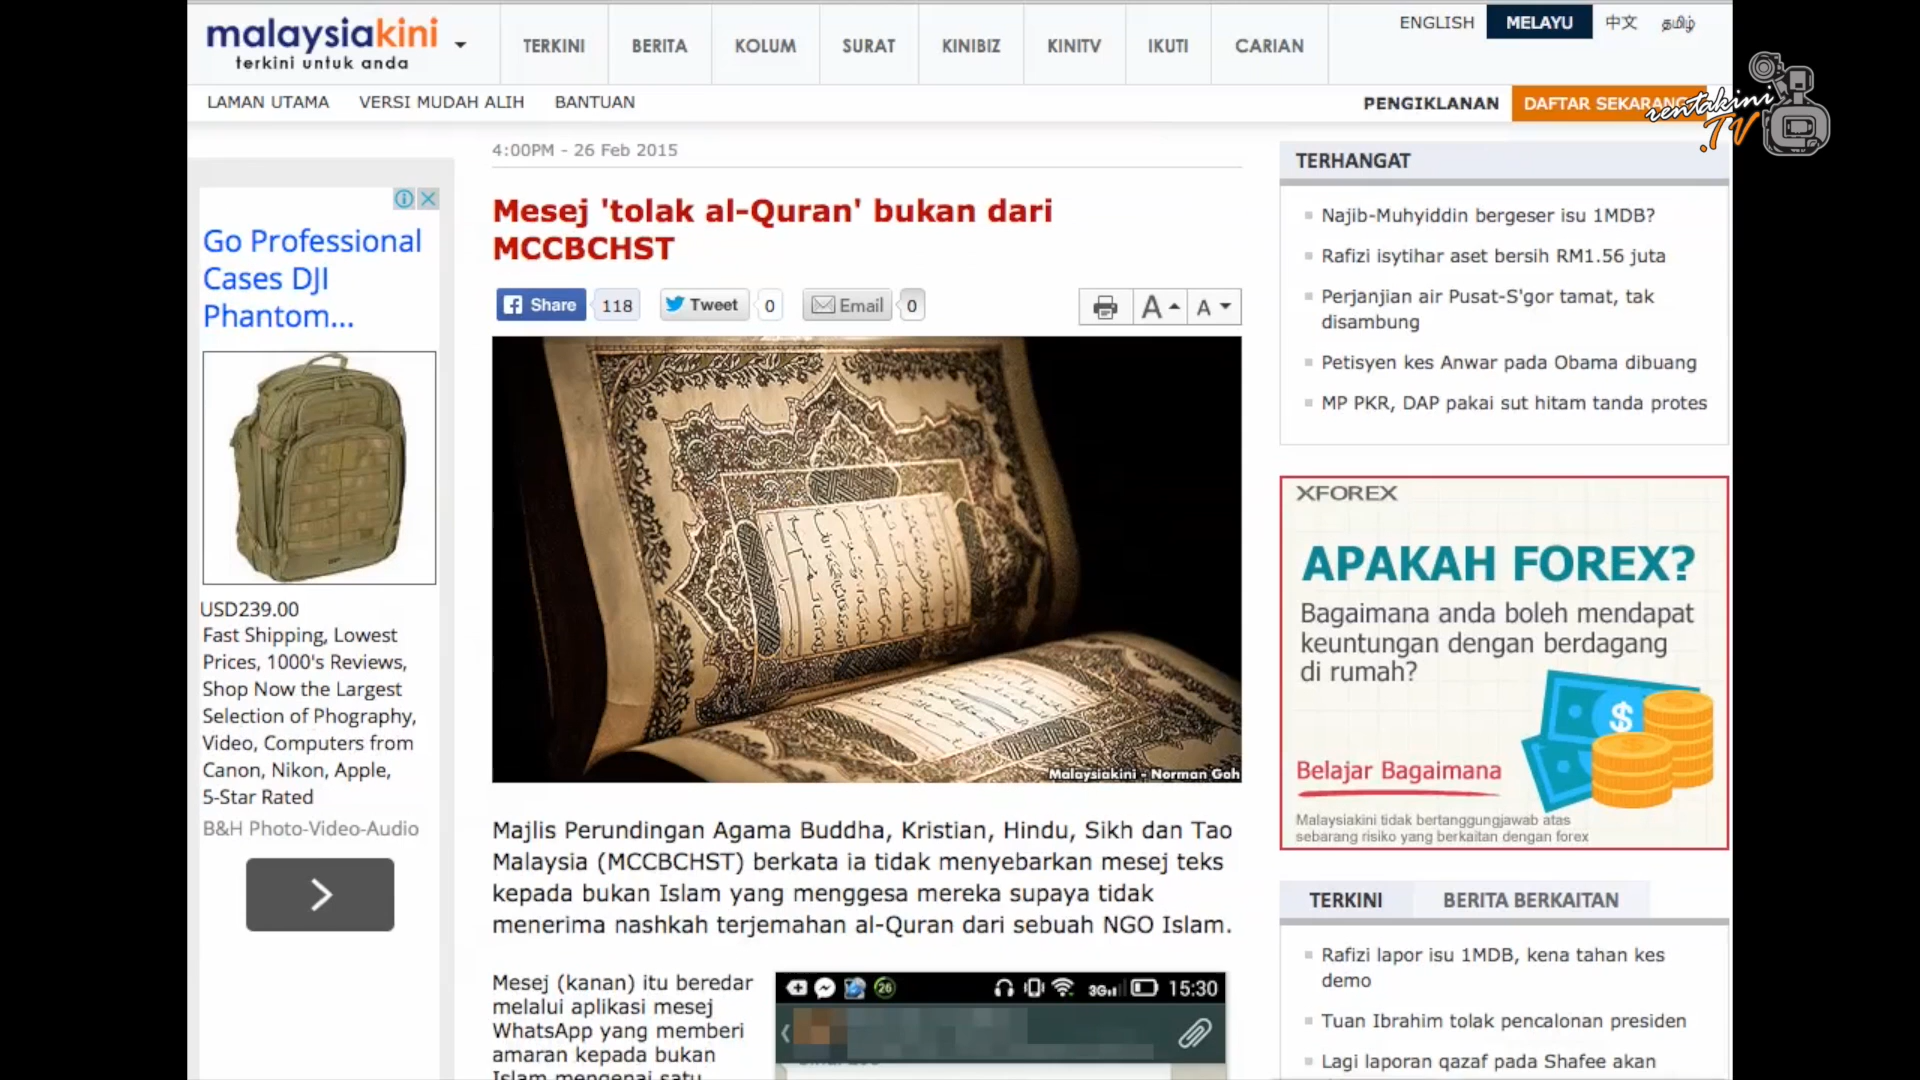 malaysiakini
terkini untuk anda
TERKINI
BERITA
KOLUM
SURAT
KINIBIZ
KINITV
IKUTI
CARIAN
ENGLISH
MELAYU
中文
தமிழ்
LAMAN UTAMA
VERSI MUDAH ALIH
BANTUAN
PENGIKLANAN
DAFTAR SEKARANG
rentakini
.TV
Go Professional
Cases DJI
Phantom...
USD239.00
Fast Shipping, Lowest
Prices, 1000's Reviews,
Shop Now the Largest
Selection of Phography,
Video, Computers from
Canon, Nikon, Apple,
5-Star Rated
B&H Photo-Video-Audio
4:00PM - 26 Feb 2015
Mesej 'tolak al-Quran' bukan dari
MCCBCHST
Share
118
Tweet
0
Email
0
A
A
Malaysiakini - Norman Goh
Majlis Perundingan Agama Buddha, Kristian, Hindu, Sikh dan Tao
Malaysia (MCCBCHST) berkata ia tidak menyebarkan mesej teks
kepada bukan Islam yang menggesa mereka supaya tidak
menerima nashkah terjemahan al-Quran dari sebuah NGO Islam.
Mesej (kanan) itu beredar
melalui aplikasi mesej
WhatsApp yang memberi
amaran kepada bukan
Islam mengenai satu
26
3G
15:30
TERHANGAT
Najib-Muhyiddin bergeser isu 1MDB?
Rafizi isytihar aset bersih RM1.56 juta
Perjanjian air Pusat-S'gor tamat, tak
disambung
Petisyen kes Anwar pada Obama dibuang
MP PKR, DAP pakai sut hitam tanda protes
XFOREX
APAKAH FOREX?
Bagaimana anda boleh mendapat
keuntungan dengan berdagang
di rumah?
$
Belajar Bagaimana
Malaysiakini tidak bertanggungjawab atas
sebarang risiko yang berkaitan dengan forex
TERKINI
BERITA BERKAITAN
Rafizi lapor isu 1MDB, kena tahan kes
demo
Tuan Ibrahim tolak pencalonan presiden
Lagi laporan qazaf pada Shafee akan